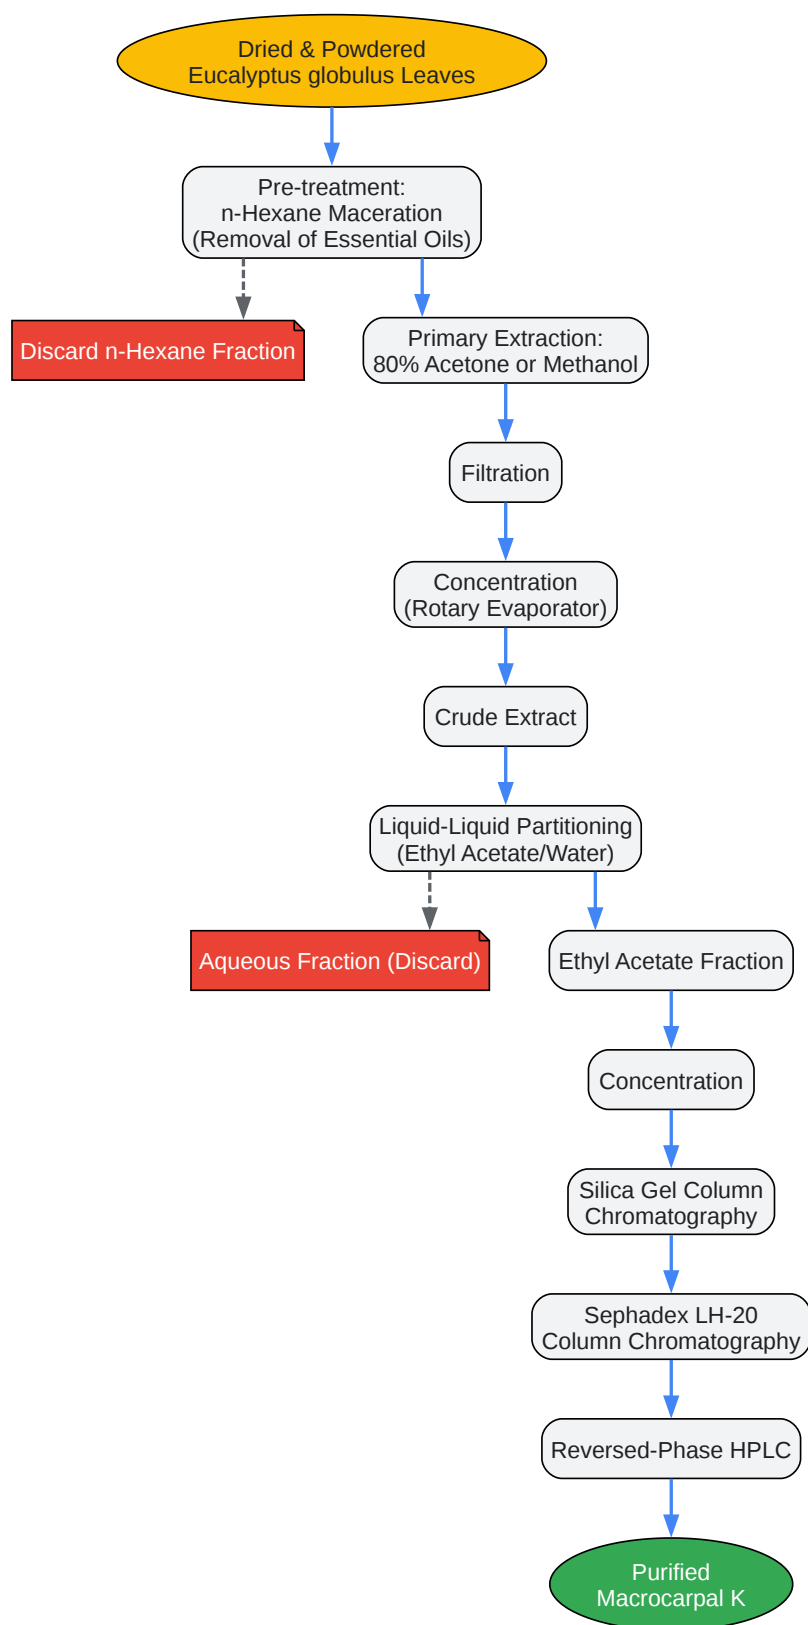 Dried & Powdered
Eucalyptus globulus Leaves
Pre-treatment:
n-Hexane Maceration
(Removal of Essential Oils)
Discard n-Hexane Fraction
Primary Extraction:
80% Acetone or Methanol
Filtration
Concentration
(Rotary Evaporator)
Crude Extract
Liquid-Liquid Partitioning
(Ethyl Acetate/Water)
Aqueous Fraction (Discard)
Ethyl Acetate Fraction
Concentration
Silica Gel Column
Chromatography
Sephadex LH-20
Column Chromatography
Reversed-Phase HPLC
Purified
Macrocarpal K